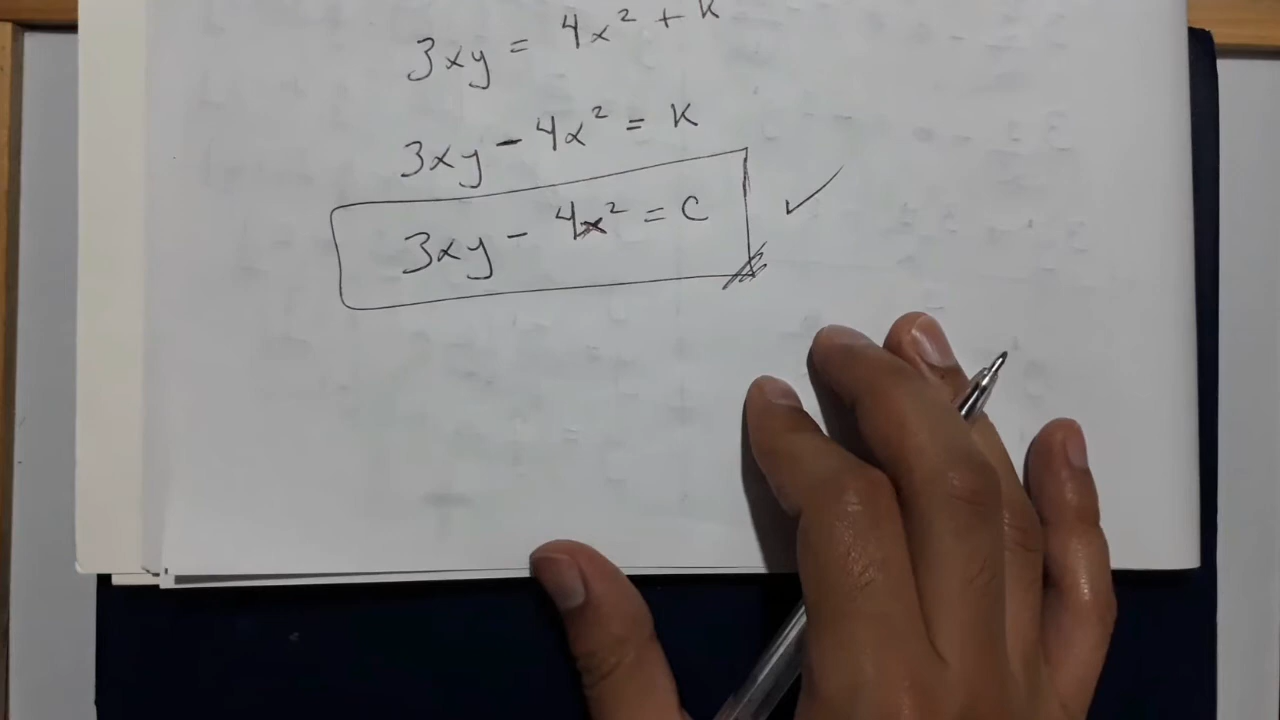 3xy = 4x² + K
3xy - 4x² = K
3xy - 4x² = C